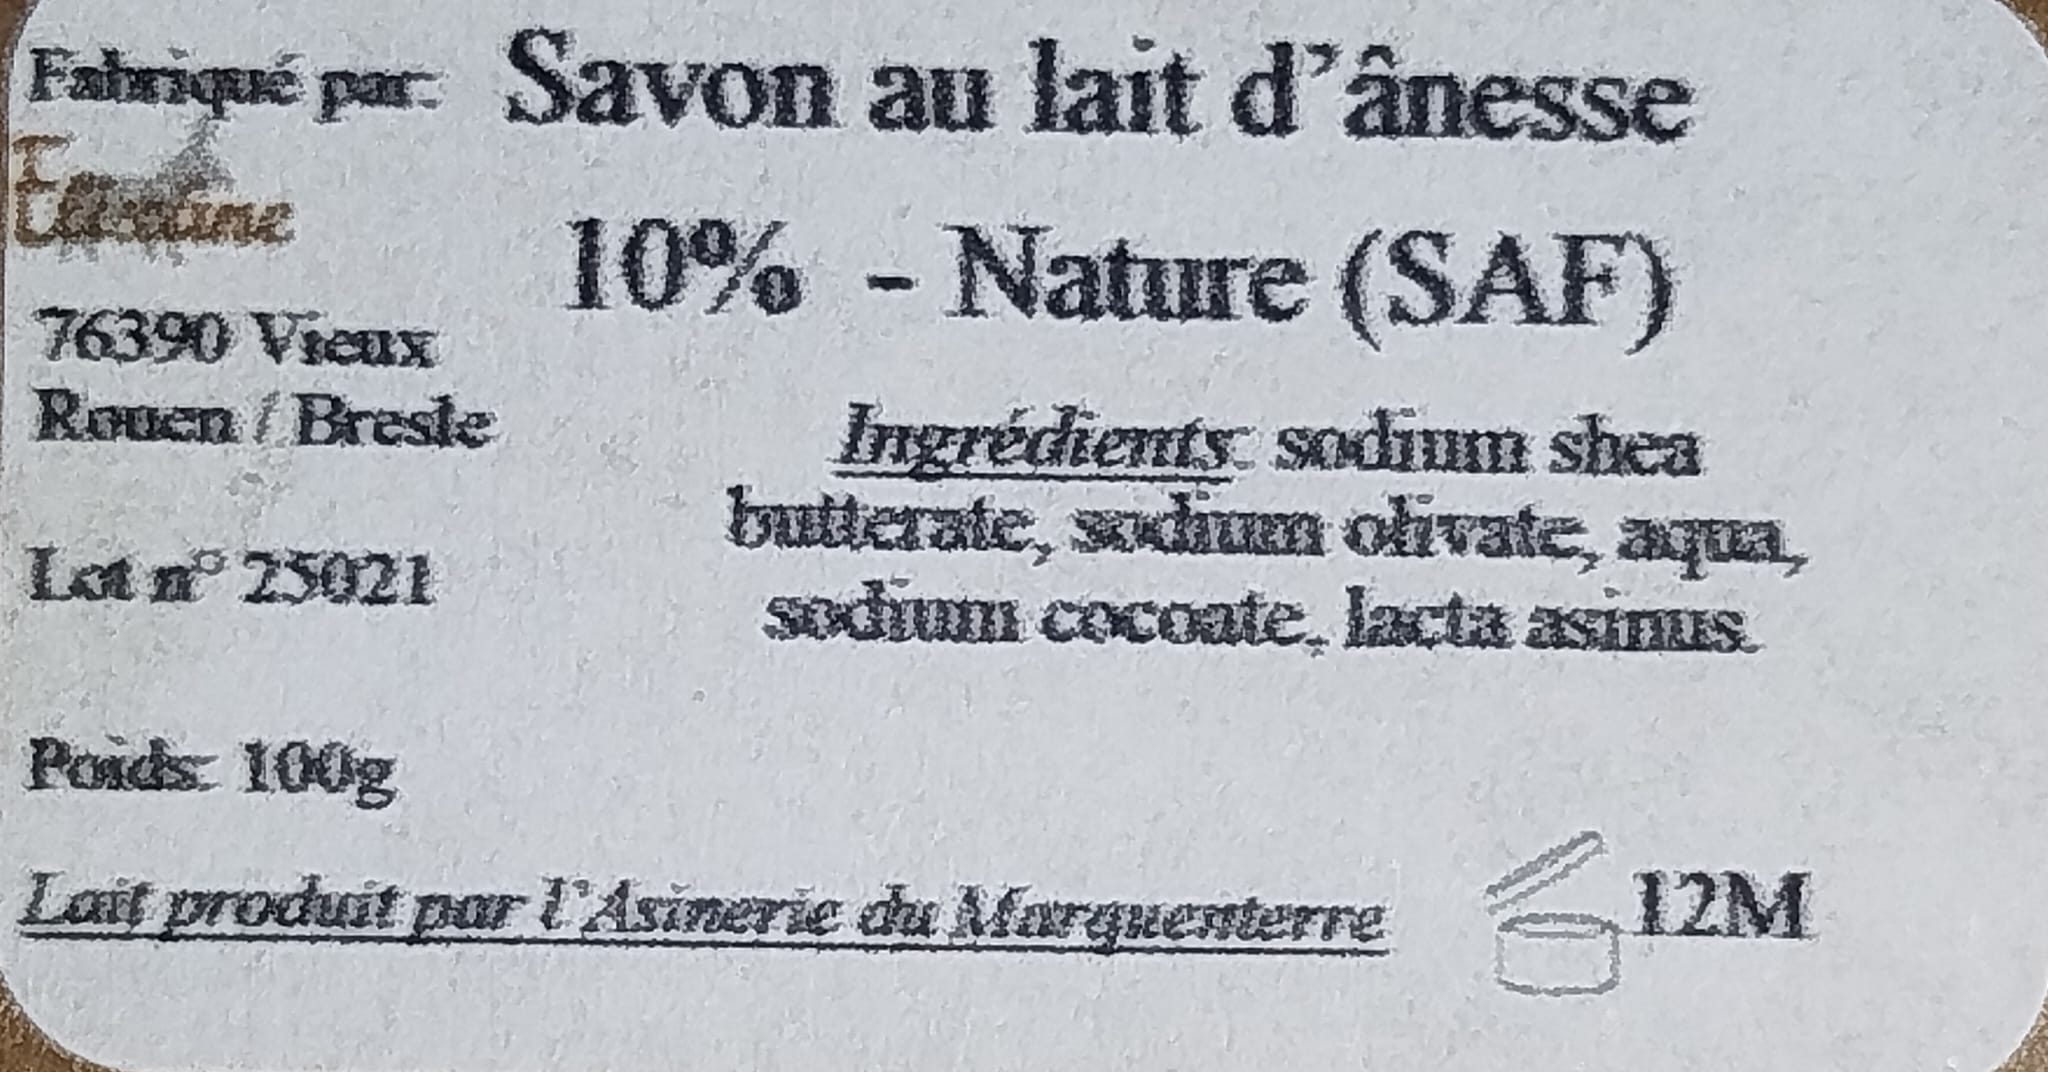 Fabriqué par:
76390 Vieux
Rouen / Bresle
Lot n° 25021
Poids: 100g
Savon au lait d’ânesse
10% - Nature (SAF)
Ingrédients: sodium shea
butterate, sodium olivate, aqua,
sodium cocoate, lacta asinus.
Lait produit par l’Asinerie du Marquenterre
12M